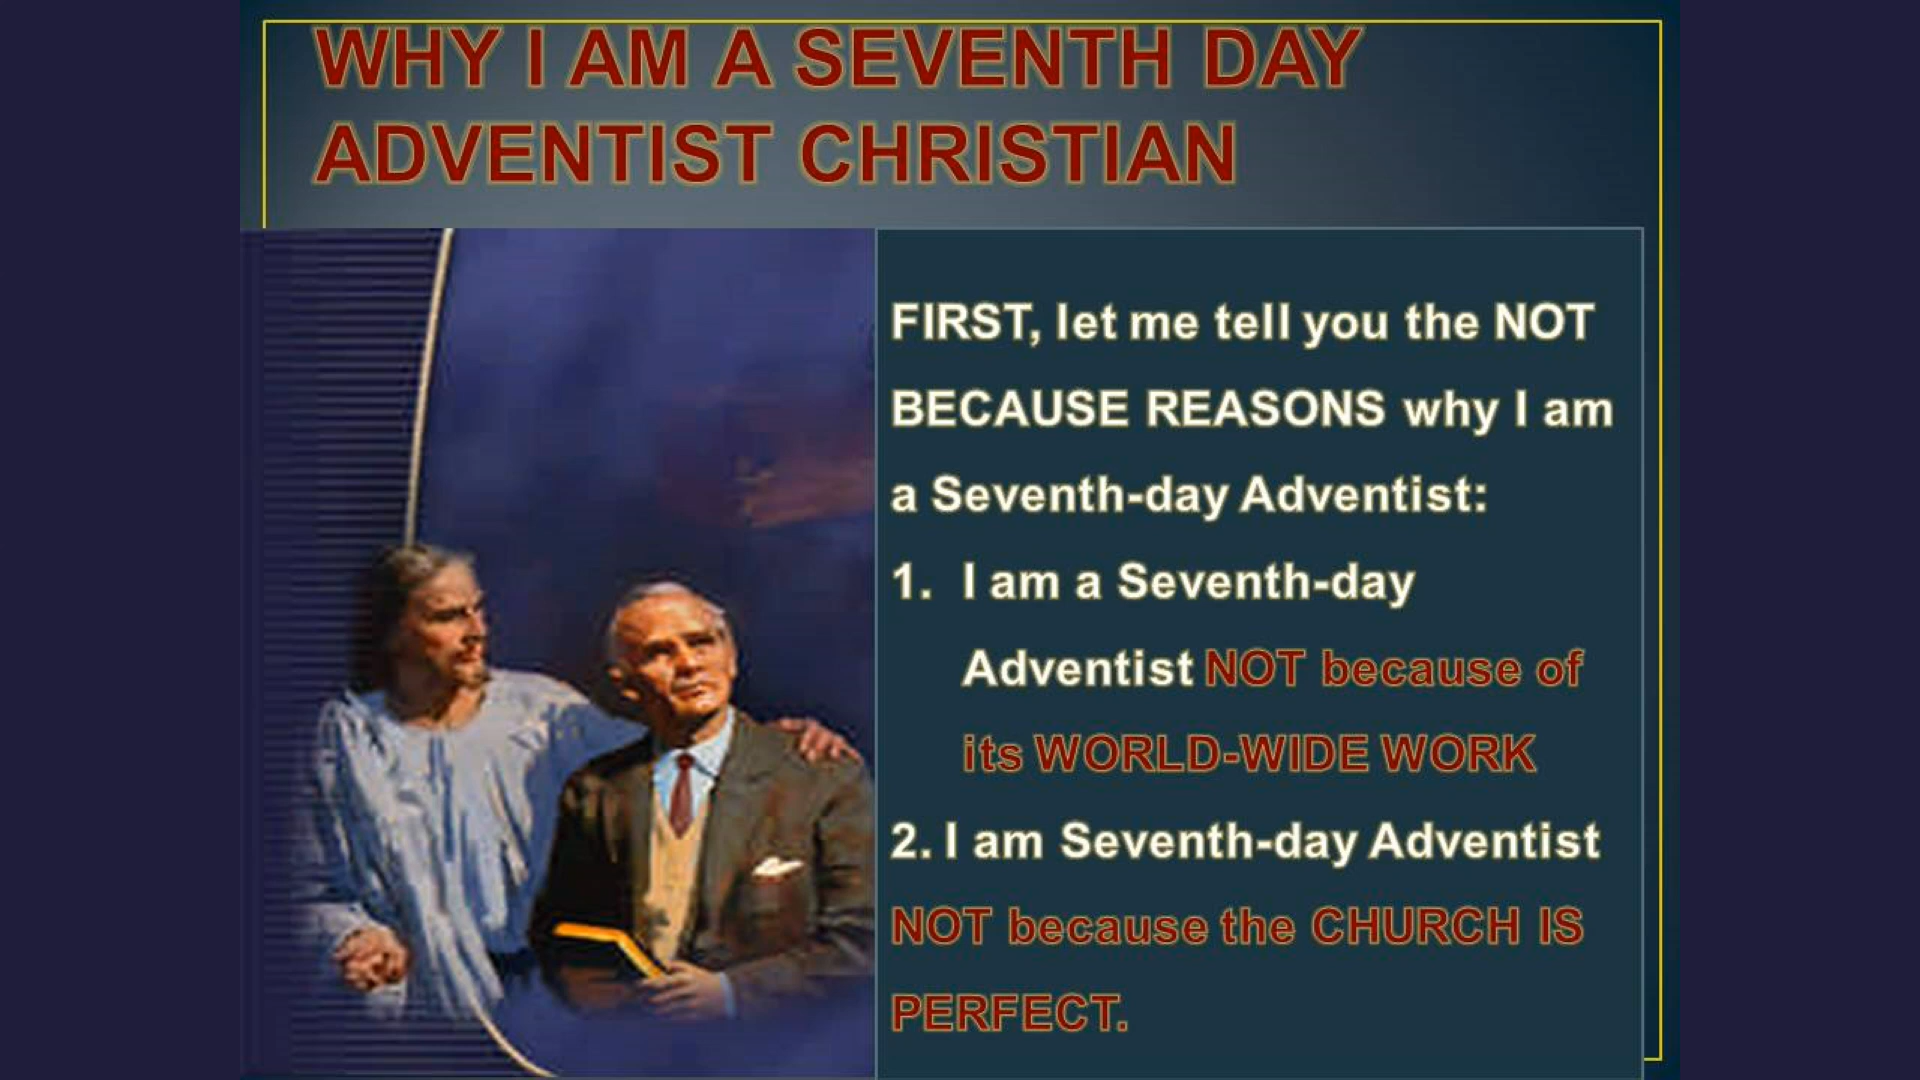 WHY I AM A SEVENTH DAY
ADVENTIST CHRISTIAN
FIRST, let me tell you the NOT
BECAUSE REASONS why I am
a Seventh-day Adventist:
1. I am a Seventh-day
Adventist NOT because of
its WORLD-WIDE WORK
2. I am Seventh-day Adventist
NOT because the CHURCH IS
PERFECT.